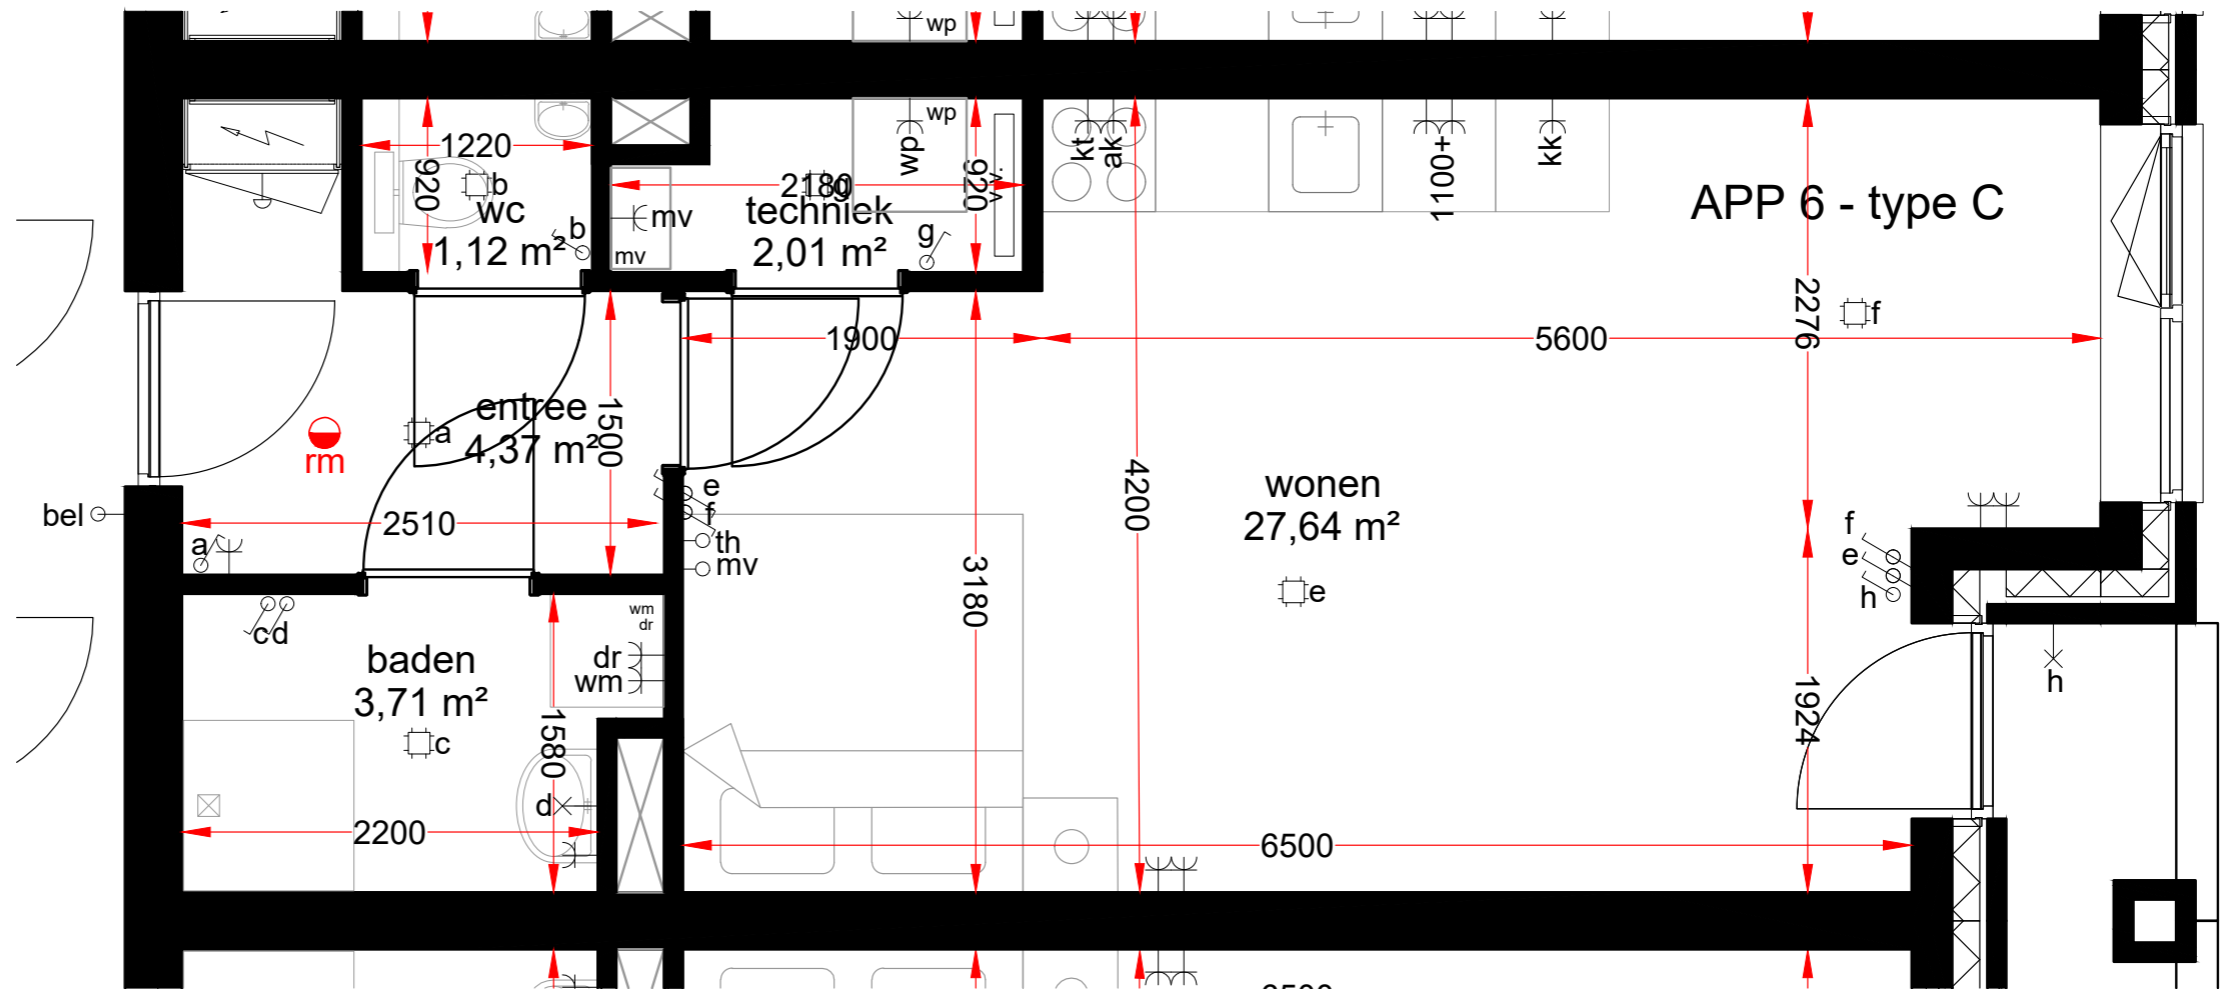 wp
wp
1220
920
b
wc
1,12 m²
b
mv
mv
2180
g
techniek
2,01 m²
wp
920
g
kt
ak
1100+
kk
APP 6 - type C
2276
f
1900
5600
entree
4,37 m²
a
1500
rm
bel
2510
a
e
f
th
mv
4200
3180
wonen
27,64 m²
e
f
e
h
h
1924
cd
wm
dr
dr
wm
baden
3,71 m²
c
1580
d
2200
6500